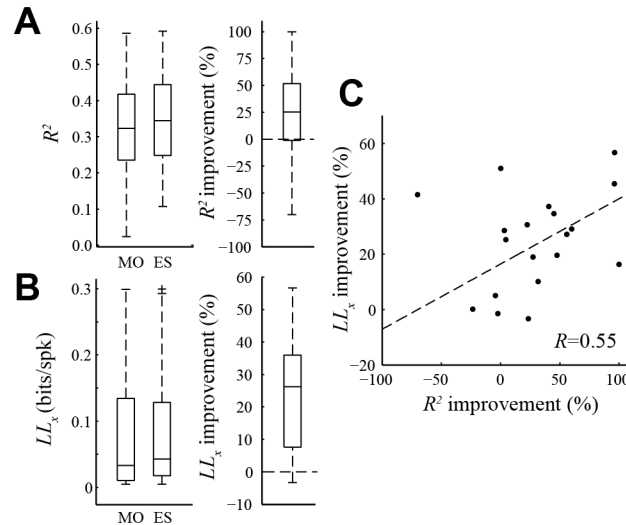 A
R²
0.6
0.5
0.4
0.3
0.2
0.1
0.0
MO ES
R² improvement (%)
100
75
50
25
0
−25
−50
−75
−100
B
LLx (bits/spk)
0.3
0.2
0.1
0
MO ES
LLx improvement (%)
60
50
40
30
20
10
0
−10
C
LLx improvement (%)
60
40
20
0
−20
R=0.55
−100 −50 0 50 100
R² improvement (%)